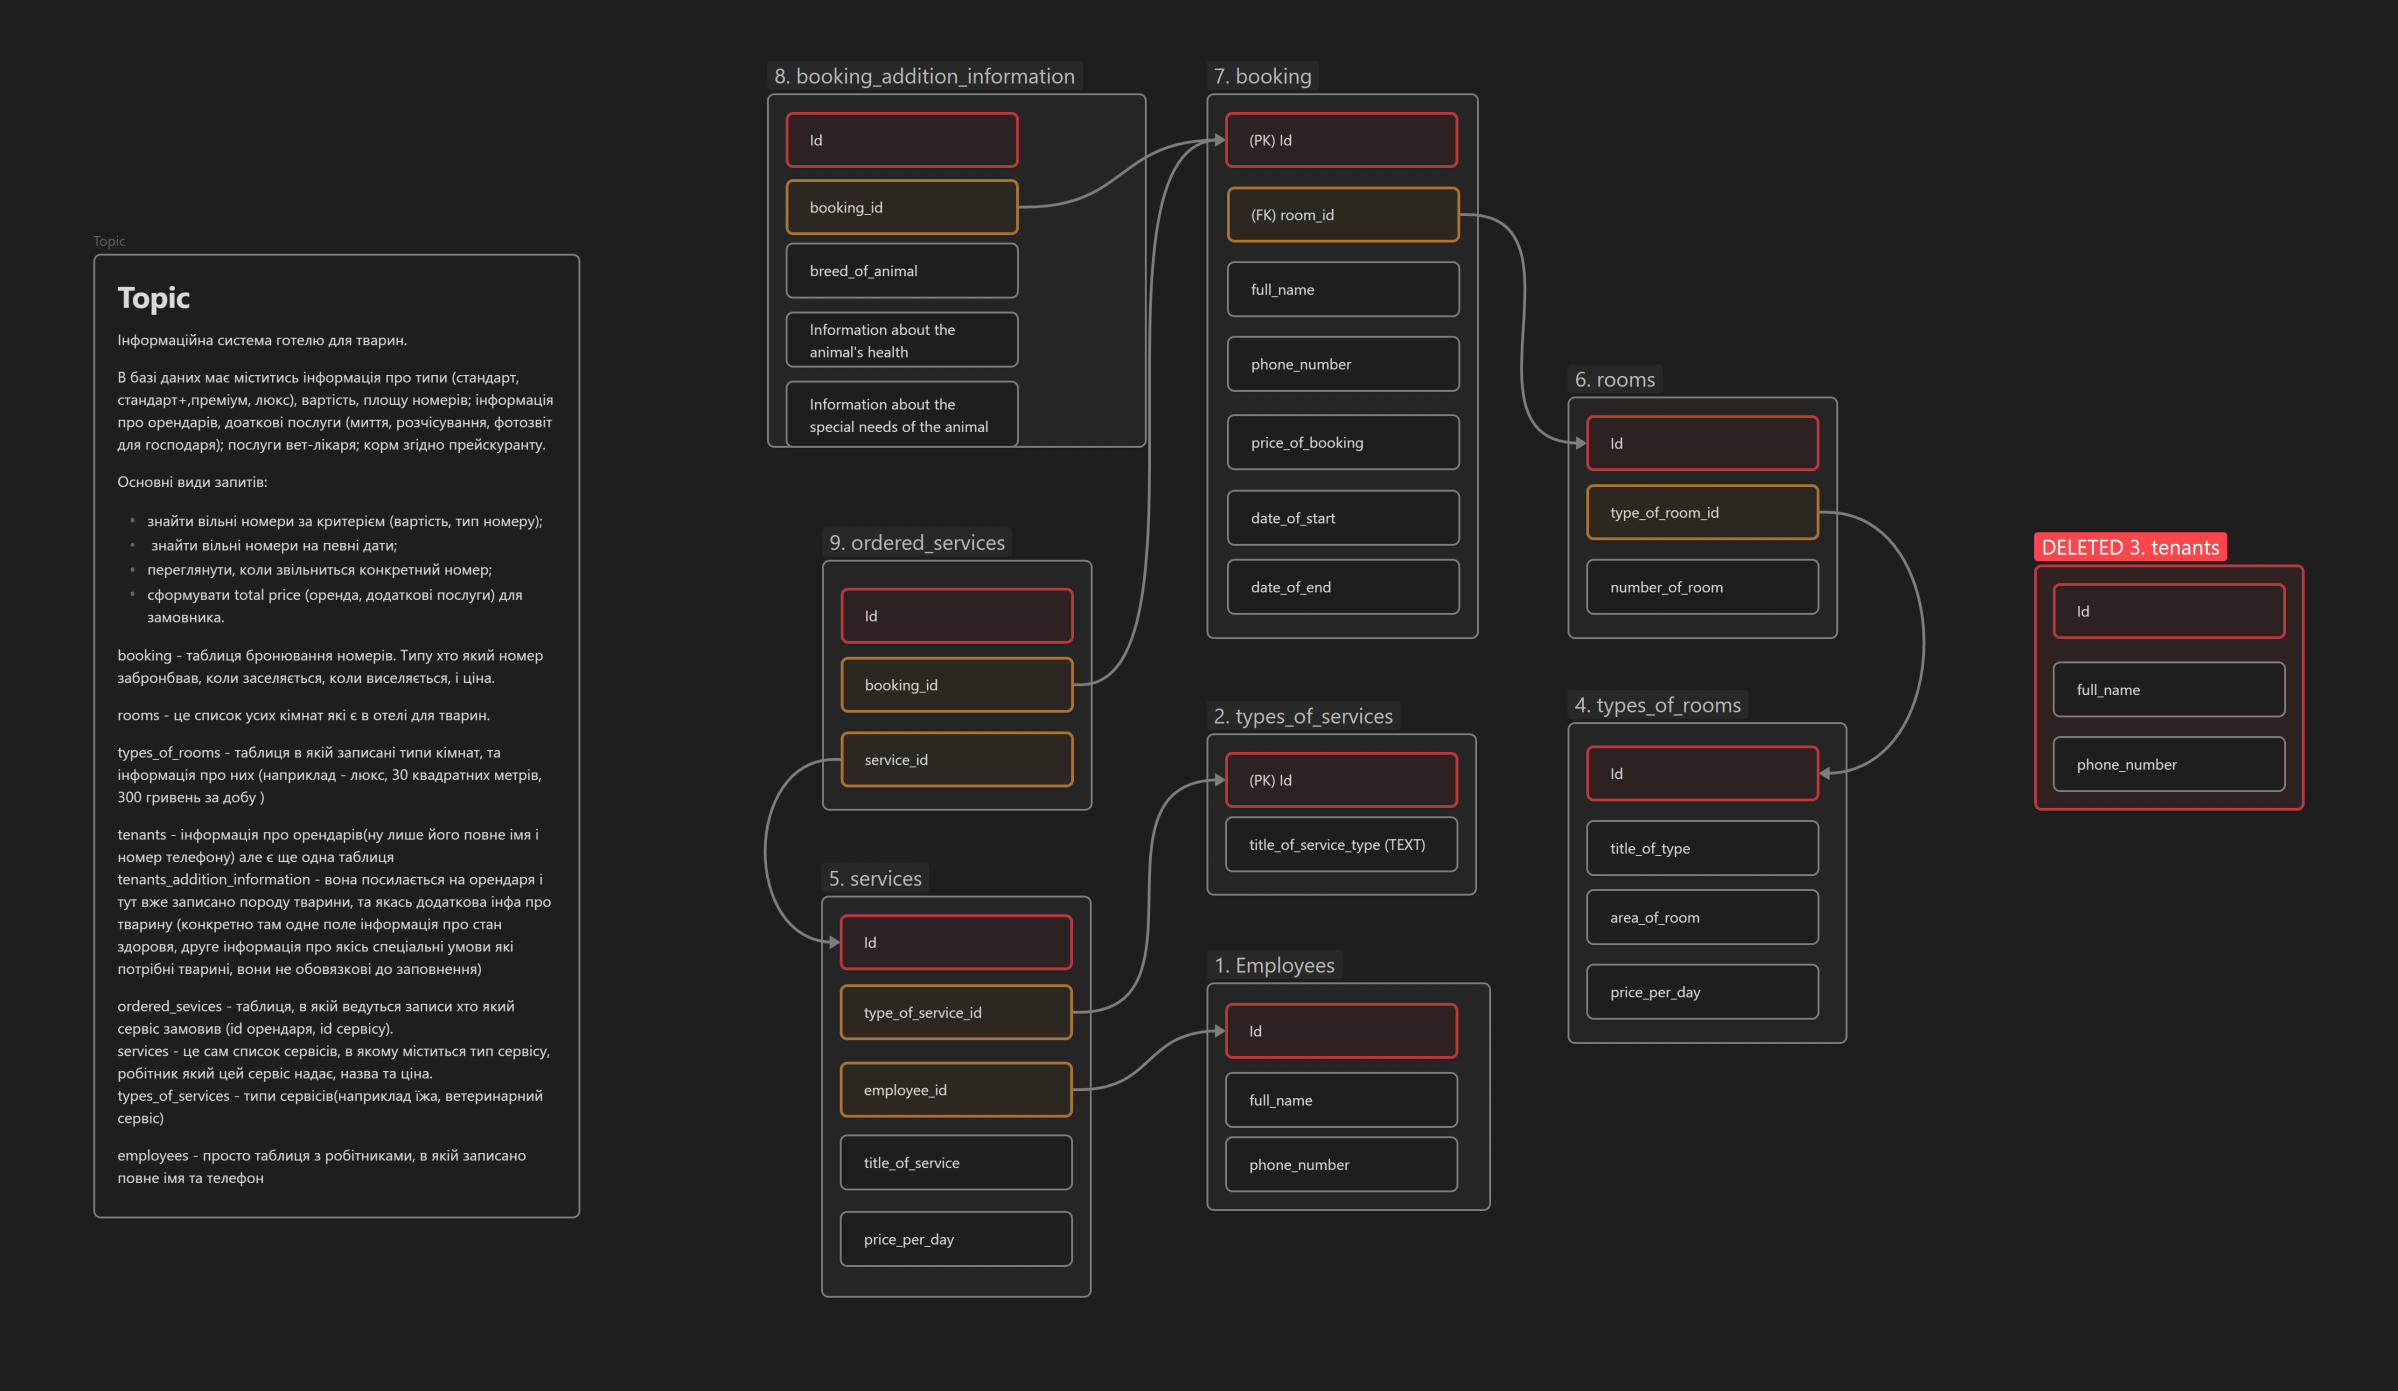 Topic
Topic
Інформаційна система готелю для тварин.
В базі даних має міститись інформація про типи (стандарт,
стандарт+,преміум, люкс), вартість, площу номерів; інформація
про орендарів, доаткові послуги (миття, розчісування, фотозвіт
для господаря); послуги вет-лікаря; корм згідно прейскуранту.
Основні види запитів:
• знайти вільні номери за критерієм (вартість, тип номеру);
• знайти вільні номери на певні дати;
• переглянути, коли звільниться конкретний номер;
• сформувати total price (оренда, додаткові послуги) для
замовника.
booking - таблиця бронювання номерів. Типу хто який номер
забронбвав, коли заселяється, коли виселяється, і ціна.
rooms - це список усих кімнат які є в отелі для тварин.
types_of_rooms - таблиця в якій записані типи кімнат, та
інформація про них (наприклад - люкс, 30 квадратних метрів,
300 гривень за добу )
tenants - інформація про орендарів(ну лише його повне імя і
номер телефону) але є ще одна таблиця
tenants_addition_information - вона посилається на орендаря і
тут вже записано породу тварини, та якась додаткова інфа про
тварину (конкретно там одне поле інформація про стан
здоровя, друге інформація про якісь спеціальні умови які
потрібні тварині, вони не обовязкові до заповнення)
ordered_sevices - таблиця, в якій ведуться записи хто який
сервіс замовив (id орендаря, id сервісу).
services - це сам список сервісів, в якому міститься тип сервісу,
робітник який цей сервіс надає, назва та ціна.
types_of_services - типи сервісів(наприклад їжа, ветеринарний
сервіс)
employees - просто таблиця з робітниками, в якій записано
повне імя та телефон
8. booking_addition_information
Id
booking_id
breed_of_animal
Information about the
animal's health
Information about the
special needs of the animal
9. ordered_services
Id
booking_id
service_id
5. services
Id
type_of_service_id
employee_id
title_of_service
price_per_day
7. booking
(PK) Id
(FK) room_id
full_name
phone_number
price_of_booking
date_of_start
date_of_end
2. types_of_services
(PK) Id
title_of_service_type (TEXT)
1. Employees
Id
full_name
phone_number
6. rooms
Id
type_of_room_id
number_of_room
4. types_of_rooms
Id
title_of_type
area_of_room
price_per_day
DELETED 3. tenants
Id
full_name
phone_number